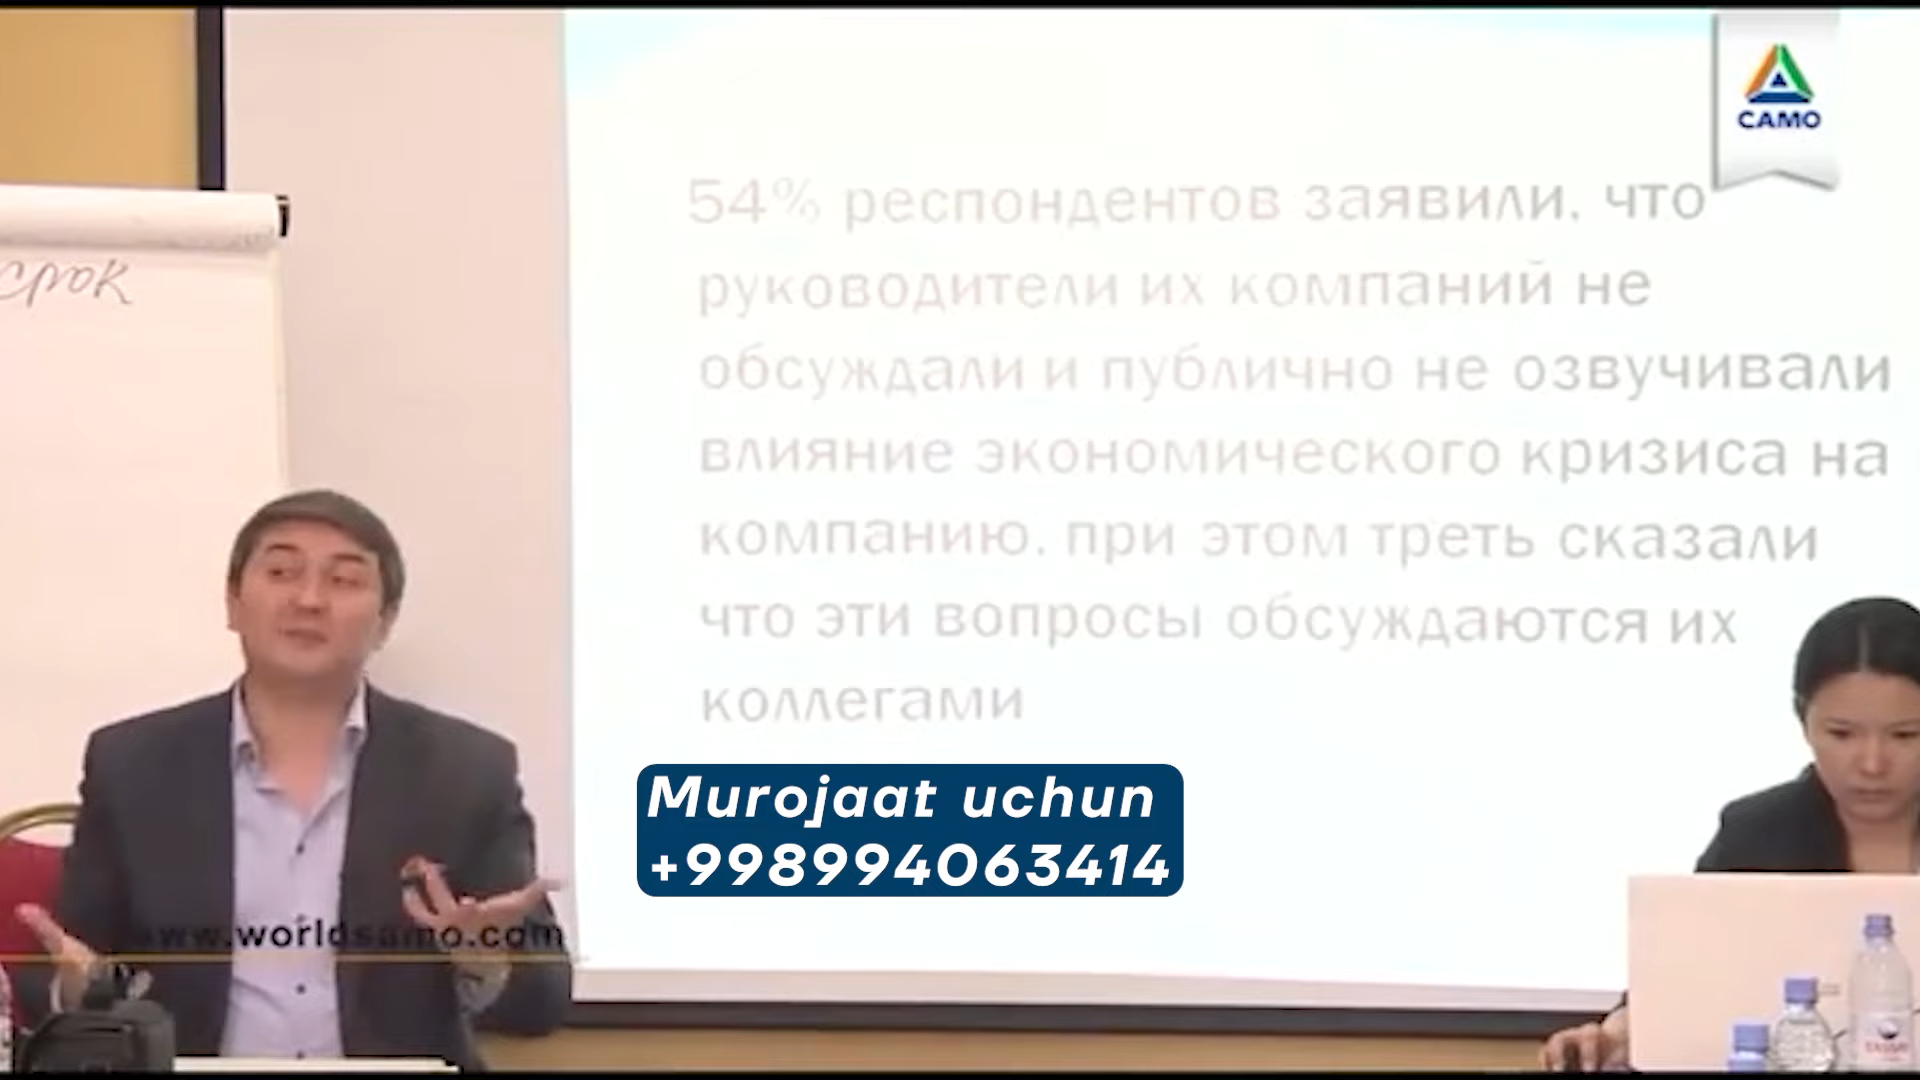 САМО
срок
54% респондентов заявили, что
руководители их компаний не
обсуждали и публично не озвучивали
влияние экономического кризиса на
компанию, при этом треть сказали
что эти вопросы обсуждаются их
коллегами
Murojaat uchun
+998994063414
www.worldsamo.com